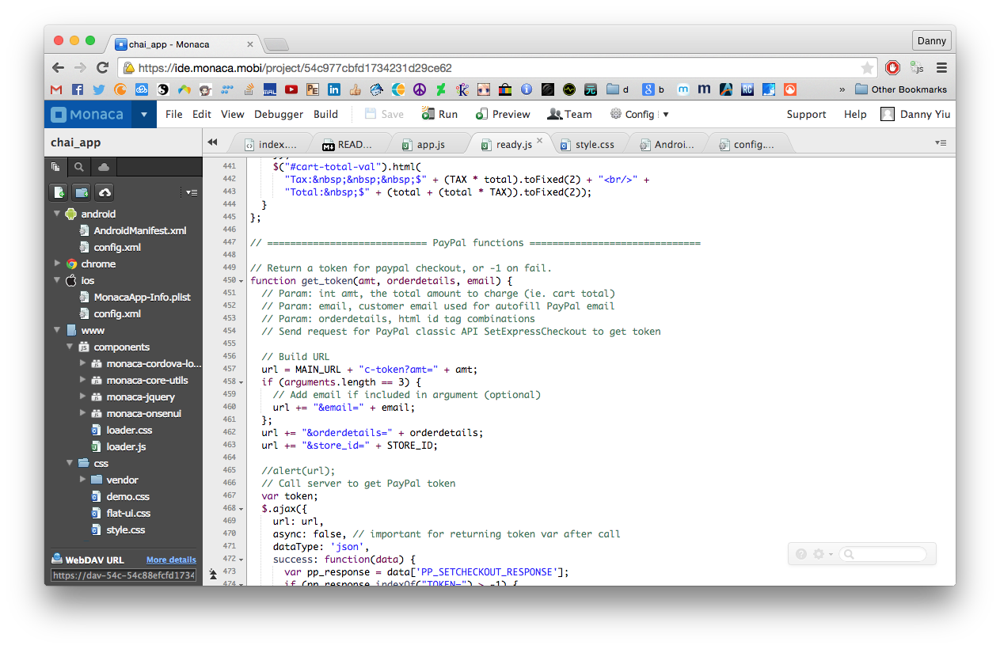 chai_app - Monaca
Danny
https://ide.monaca.mobi/project/54c977cbfd1734231d29ce62
js
MAL
PE
in
d
g b
m
m
RC
» Other Bookmarks
Monaca
File Edit View Debugger Build Save Run Preview Team Config Support Help Danny Yiu
chai_app
index....
READ...
app.js
ready.js
style.css
Androi...
config....
android
AndroidManifest.xml
config.xml
chrome
ios
MonacaApp-Info.plist
config.xml
www
components
monaca-cordova-lo...
monaca-core-utils
monaca-jquery
monaca-onsenui
loader.css
loader.js
css
vendor
demo.css
flat-ui.css
style.css
WebDAV URL More details
https://dav-54c-54c88efcfd1734
441 $("#cart-total-val").html(
442 "Tax:&nbsp;&nbsp;&nbsp;$" + (TAX * total).toFixed(2) + "<br/>" +
443 "Total:&nbsp;$" + (total + (total * TAX)).toFixed(2));
444 }
445 };
446
447 // ============================ PayPal functions ==============================
448
449 // Return a token for paypal checkout, or -1 on fail.
450 function get_token(amt, orderdetails, email) {
451 // Param: int amt, the total amount to charge (ie. cart total)
452 // Param: email, customer email used for autofill PayPal email
453 // Param: orderdetails, html id tag combinations
454 // Send request for PayPal classic API SetExpressCheckout to get token
455
456 // Build URL
457 url = MAIN_URL + "c-token?amt=" + amt;
458 if (arguments.length == 3) {
459 // Add email if included in argument (optional)
460 url += "&email=" + email;
461 };
462 url += "&orderdetails=" + orderdetails;
463 url += "&store_id=" + STORE_ID;
464
465 //alert(url);
466 // Call server to get PayPal token
467 var token;
468 $.ajax({
469 url: url,
470 async: false, // important for returning token var after call
471 dataType: 'json',
472 success: function(data) {
473 var pp_response = data['PP_SETCHECKOUT_RESPONSE'];
474 if (pp_response.indexOf("TOKEN=") > -1) {